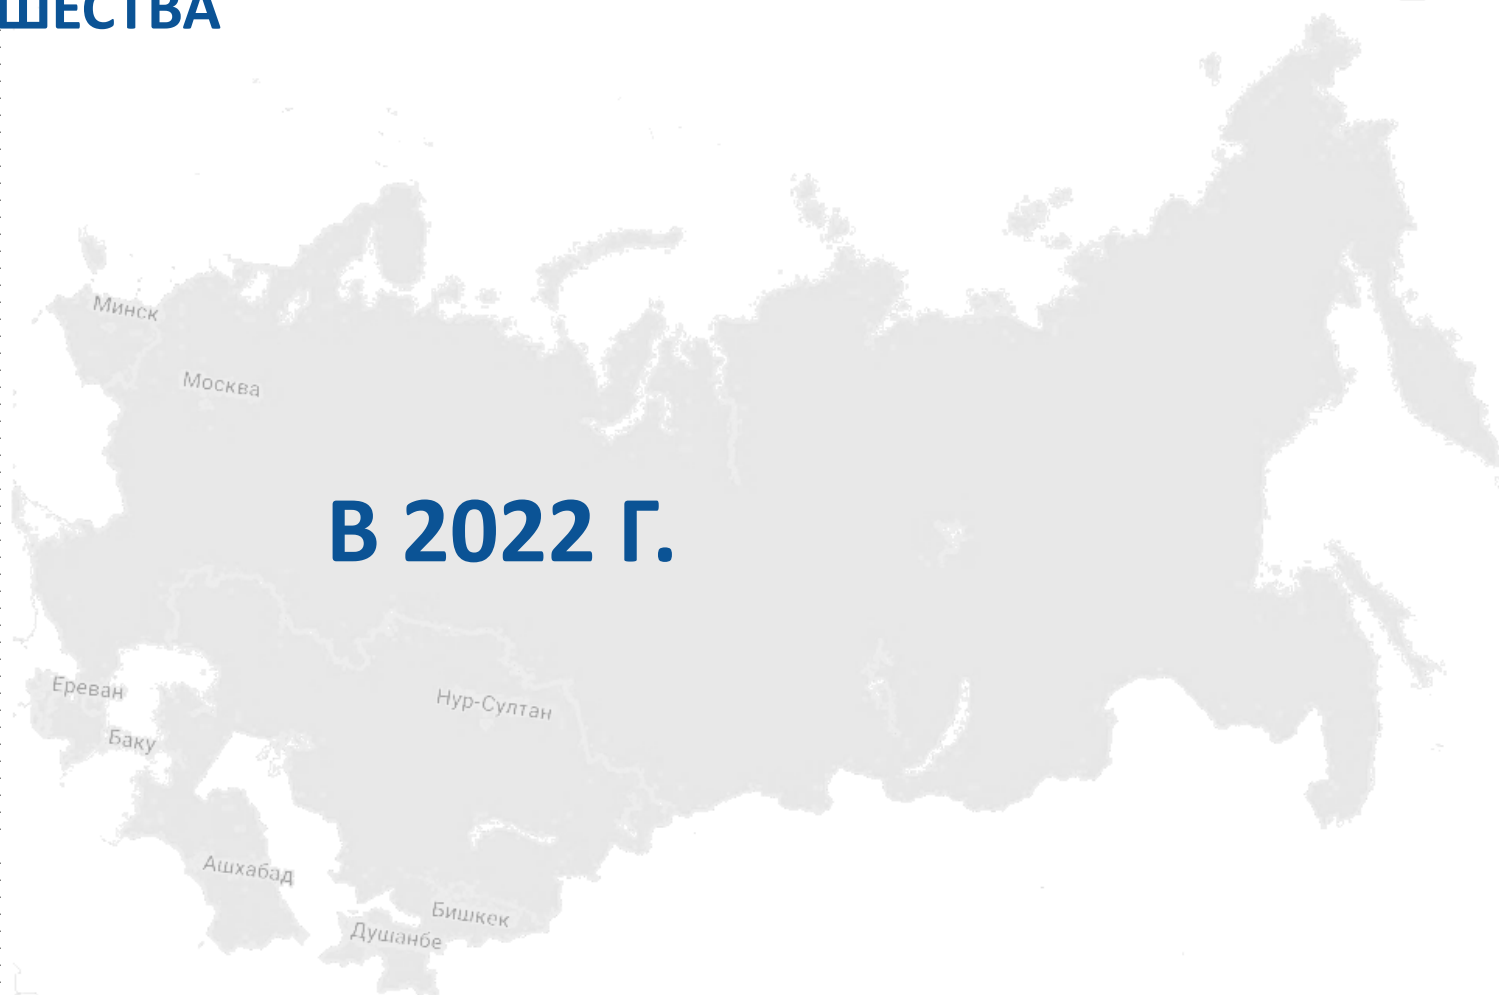 ШЕСТВА
Минск
Москва
В 2022 Г.
Ереван
Нур-Султан
Баку
Ашхабад
Бишкек
Душанбе